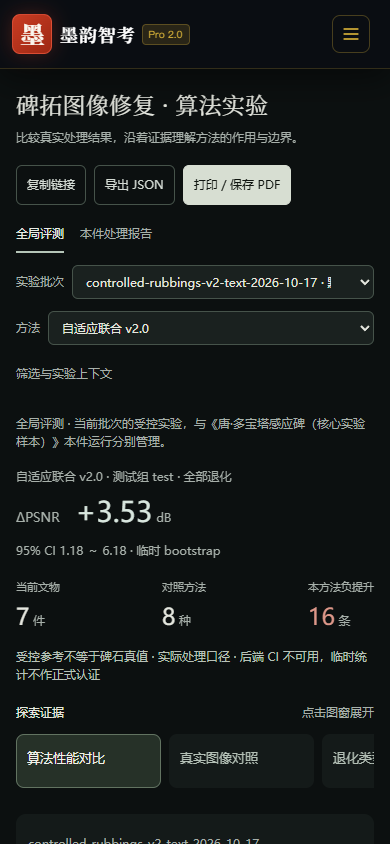 墨 墨韵智考 Pro 2.0
碑拓图像修复 · 算法实验
比较真实处理结果，沿着证据理解方法的作用与边界。
复制链接 导出 JSON 打印 / 保存 PDF
全局评测 本件处理报告
实验批次 controlled-rubbings-v2-text-2026-10-17 ·
方法 自适应联合 v2.0
筛选与实验上下文
全局评测 · 当前批次的受控实验，与《唐·多宝塔感应碑（核心实验
样本）》本件运行分别管理。
自适应联合 v2.0 · 测试组 test · 全部退化
ΔPSNR +3.53 dB
95% CI 1.18 ～ 6.18 · 临时 bootstrap
当前文物 对照方法 本方法负提升
7 件 8 种 16 条
受控参考不等于碑石真值 · 实际处理口径 · 后端 CI 不可用，临时统
计不作正式认证
探索证据 点击图窗展开
算法性能对比 真实图像对照 退化类
controlled-rubbings-v2-text-2026-10-17